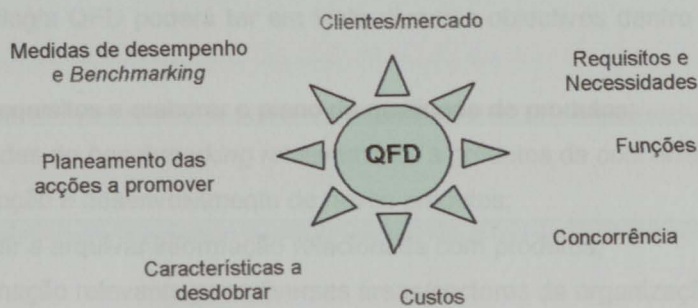 Clientes/mercado
Medidas de desempenho
e Benchmarking
Requisitos e
Necessidades
QFD
Funções
Planeamento das
acções a promover
Concorrência
Características a
desdobrar
Custos